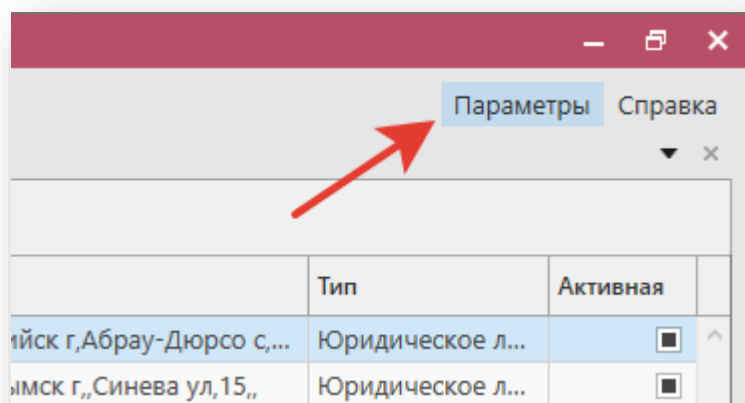 Параметры Справка
Тип Активная
йск г,Абрау-Дюрсо с,... Юридическое л...
ымск г,,Синева ул,15,, Юридическое л...